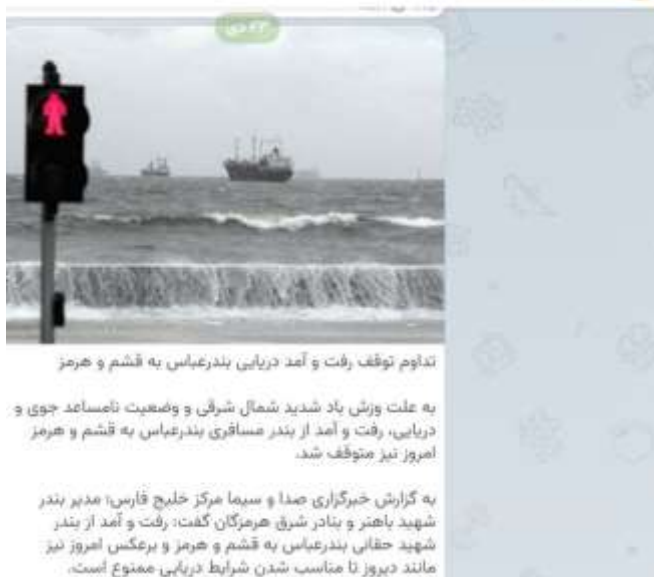 ۲۳ دی
تداوم توقف رفت و آمد دریایی بندرعباس به قشم و هرمز
به علت وزش باد شدید شمال شرقی و وضعیت نامساعد جوی و
دریایی، رفت و آمد از بندر مسافری بندرعباس به قشم و هرمز
امروز نیز متوقف شد.
به گزارش خبرگزاری صدا و سیما مرکز خلیج فارس؛ مدیر بندر
شهید باهنر و بنادر شرق هرمزگان گفت: رفت و آمد از بندر
شهید حقانی بندرعباس به قشم و هرمز و برعکس امروز نیز
مانند دیروز تا مناسب شدن شرایط دریایی ممنوع است.